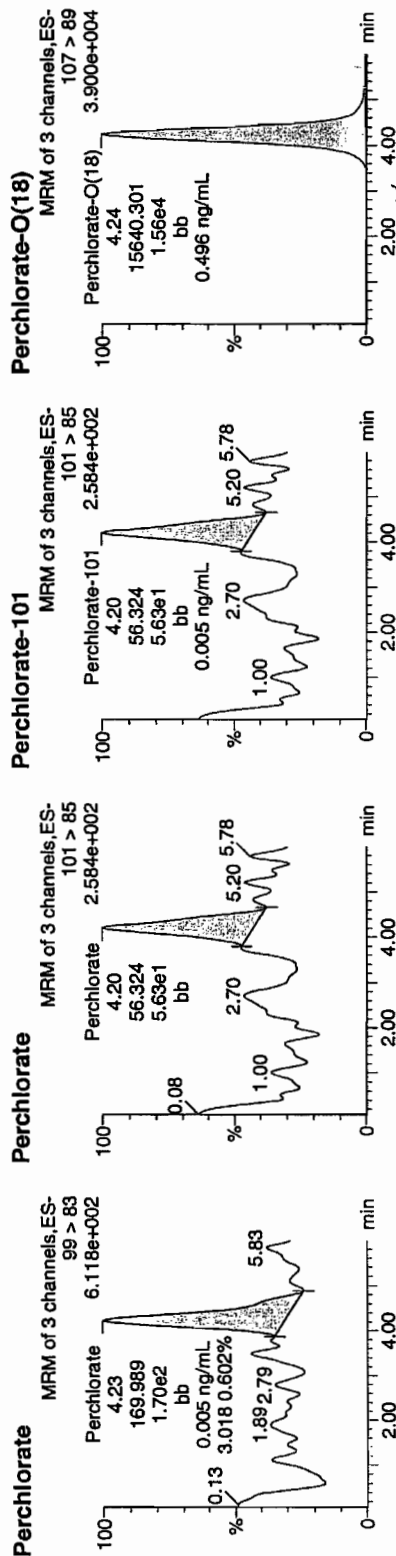 Perchlorate
MRM of 3 channels,ES-
99 > 83
6.118e+002
100
Perchlorate
4.23
169.989
1.70e2
bb
0.005 ng/mL
3.018 0.602%
0.13
%
1.89
2.79
5.83
0
2.00
4.00
min
Perchlorate
MRM of 3 channels,ES-
101 > 85
2.584e+002
100
Perchlorate
4.20
56.324
5.63e1
bb
0.08
%
1.00
2.70
5.20
5.78
0
2.00
4.00
min
Perchlorate-101
MRM of 3 channels,ES-
101 > 85
2.584e+002
100
Perchlorate-101
4.20
56.324
5.63e1
bb
0.005 ng/mL
%
1.00
2.70
5.20
5.78
0
2.00
4.00
min
Perchlorate-O(18)
MRM of 3 channels,ES-
107 > 89
3.900e+004
100
Perchlorate-O(18)
4.24
15640.301
1.56e4
bb
0.496 ng/mL
%
0
2.00
4.00
min